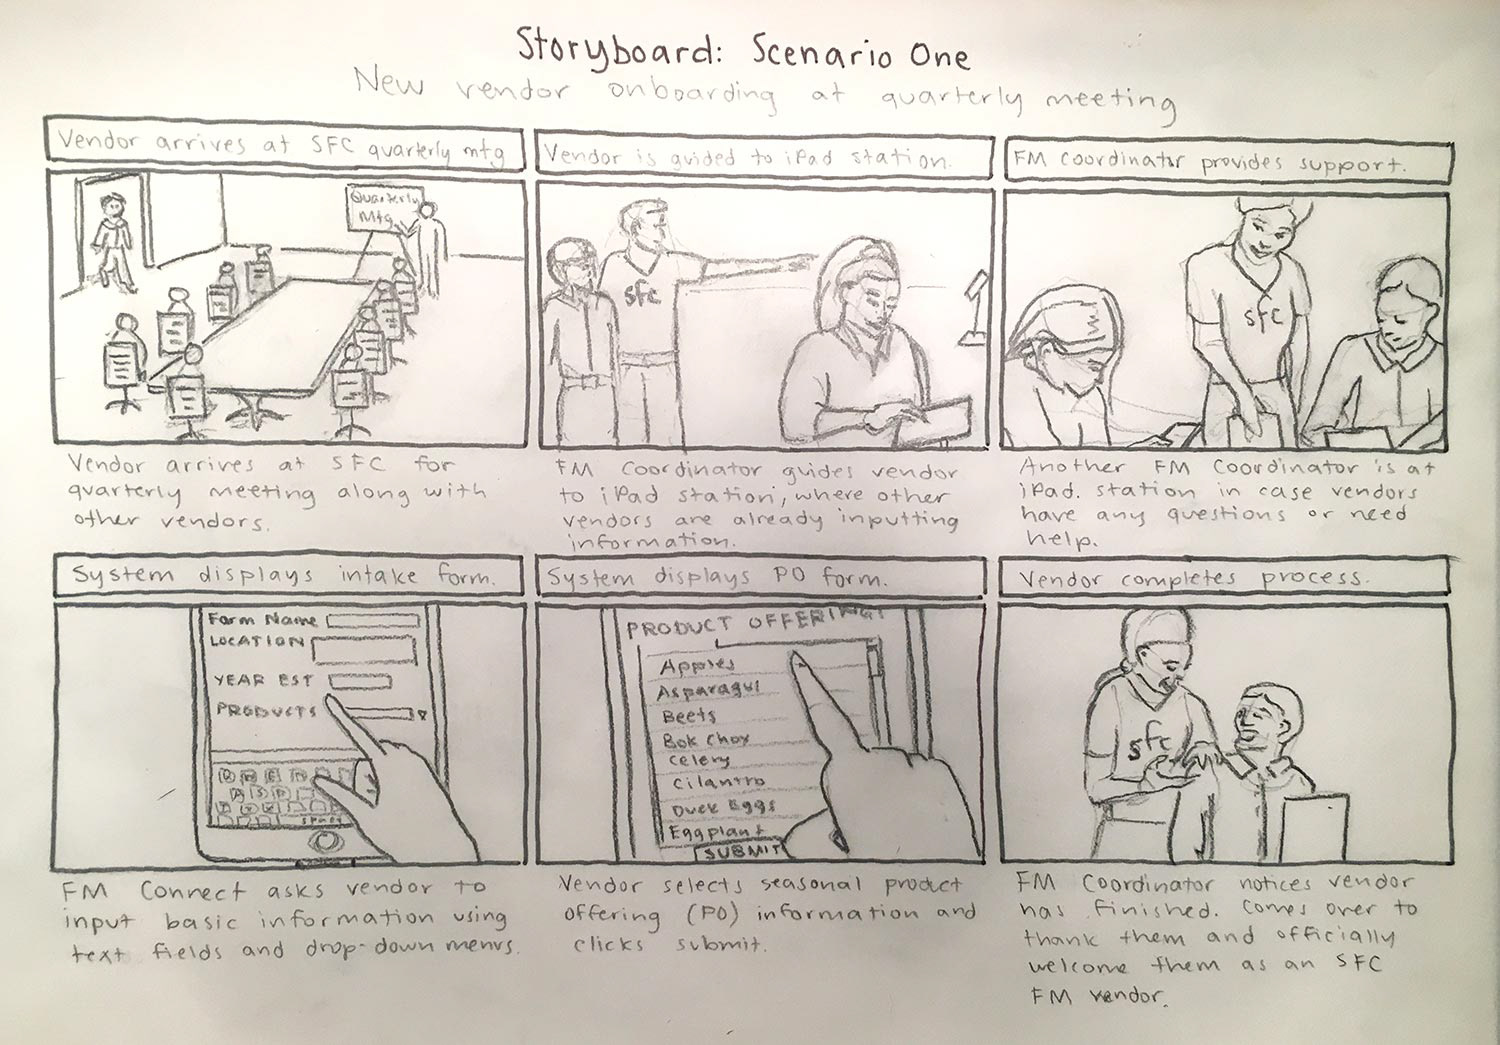 Storyboard: Scenario One
New vendor onboarding at quarterly meeting
Vendor arrives at SFC quarterly mtg
Quarterly
Mtg
Vendor arrives at SFC for
quarterly meeting along with
other vendors.
Vendor is guided to iPad station.
sfc
FM Coordinator guides vendor
to iPad station, where other
vendors are already inputting
information.
FM Coordinator provides support.
sfc
Another FM Coordinator is at
iPad. station in case vendors
have any questions or need
help.
System displays intake form.
Farm Name
LOCATION
YEAR EST
PRODUCTS
FM Connect asks vendor to
input basic information using
text fields and drop-down menus.
System displays PO form.
PRODUCT OFFERING:
Apples
Asparagus
Beets
Bok Choy
Celery
Cilantro
Duck Eggs
Eggplant
SUBMIT
Vendor selects seasonal product
offering (PO) information and
clicks submit.
Vendor completes process.
sfc
FM Coordinator notices vendor
has finished. Comes over to
thank them and officially
welcome them as an SFC
FM vendor.